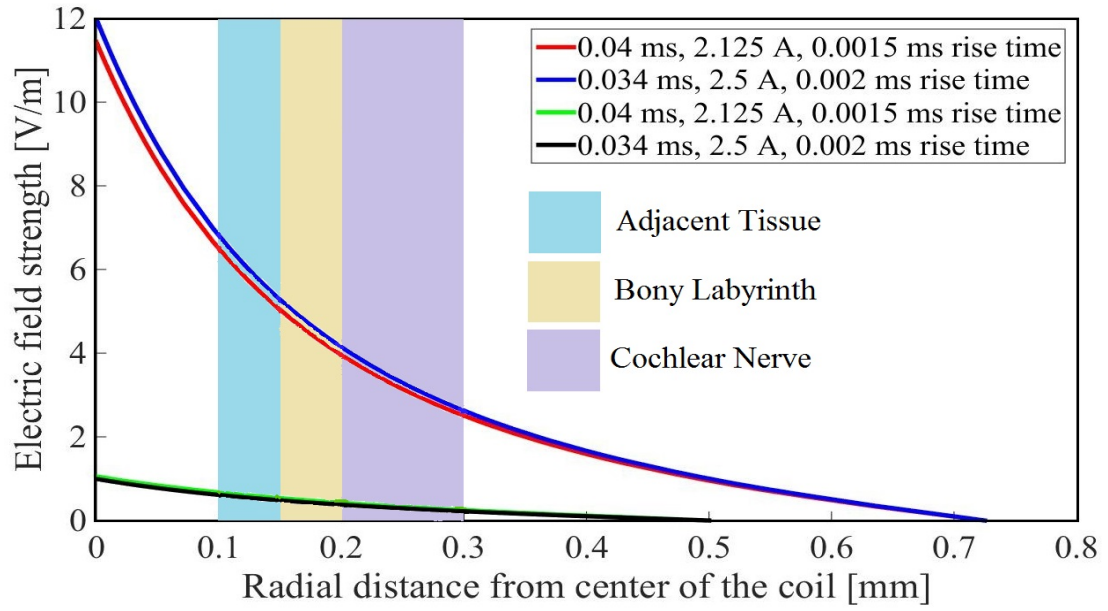 12
10
8
6
4
2
0
Electric field strength [V/m]
0.04 ms, 2.125 A, 0.0015 ms rise time
0.034 ms, 2.5 A, 0.002 ms rise time
0.04 ms, 2.125 A, 0.0015 ms rise time
0.034 ms, 2.5 A, 0.002 ms rise time
Adjacent Tissue
Bony Labyrinth
Cochlear Nerve
0 0.1 0.2 0.3 0.4 0.5 0.6 0.7 0.8
Radial distance from center of the coil [mm]